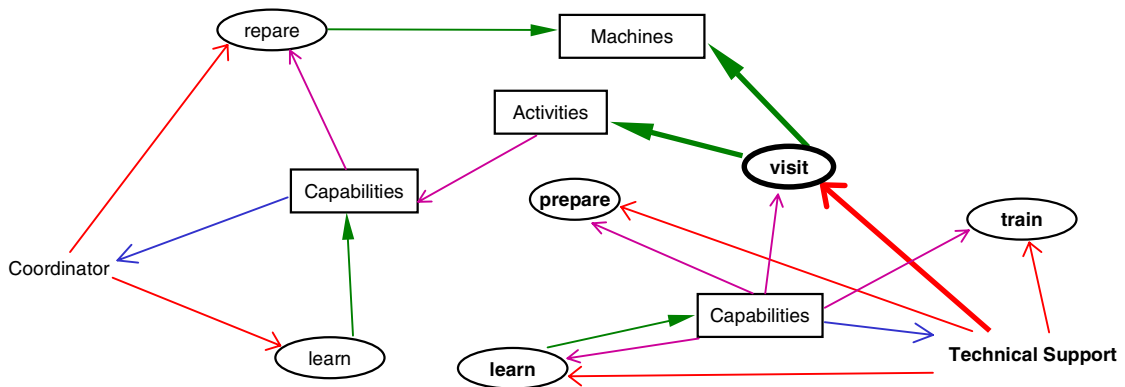 repare
Machines
Activities
visit
Capabilities
prepare
train
Coordinator
Capabilities
learn
learn
Technical Support